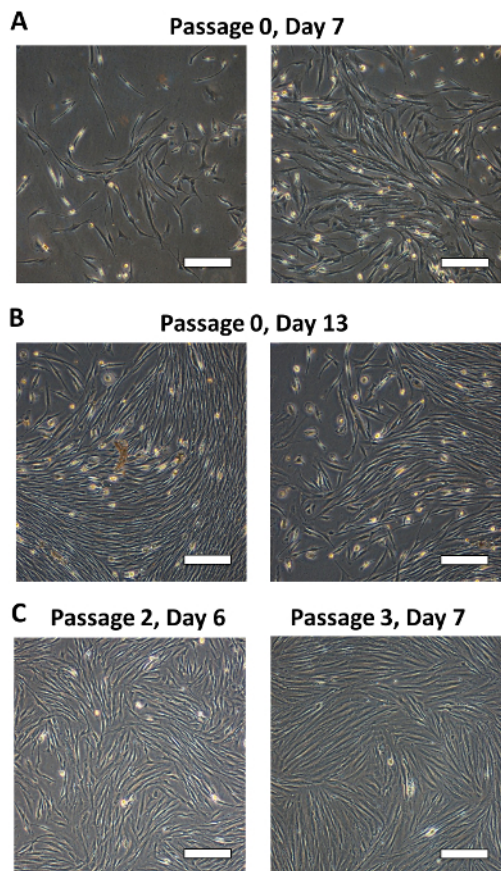 A
Passage 0, Day 7
B
Passage 0, Day 13
C
Passage 2, Day 6
Passage 3, Day 7